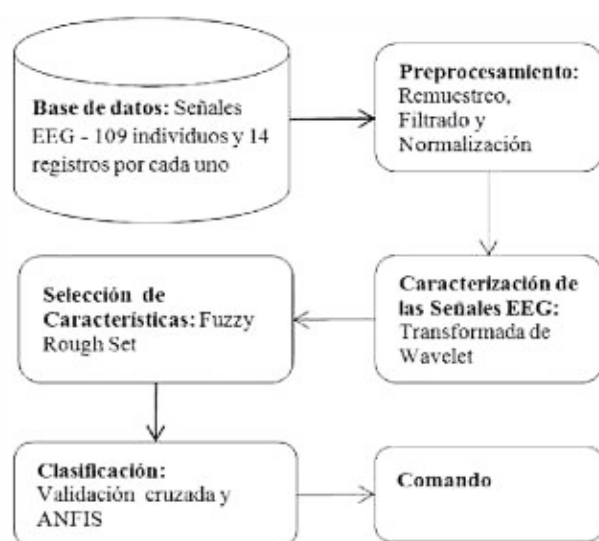 Base de datos: Señales
EEG - 109 individuos y 14
registros por cada uno
Preprocesamiento:
Remuestreo,
Filtrado y
Normalización
Caracterización de
las Señales EEG:
Transformada de
Wavelet
Selección de
Características: Fuzzy
Rough Set
Clasificación:
Validación cruzada y
ANFIS
Comando